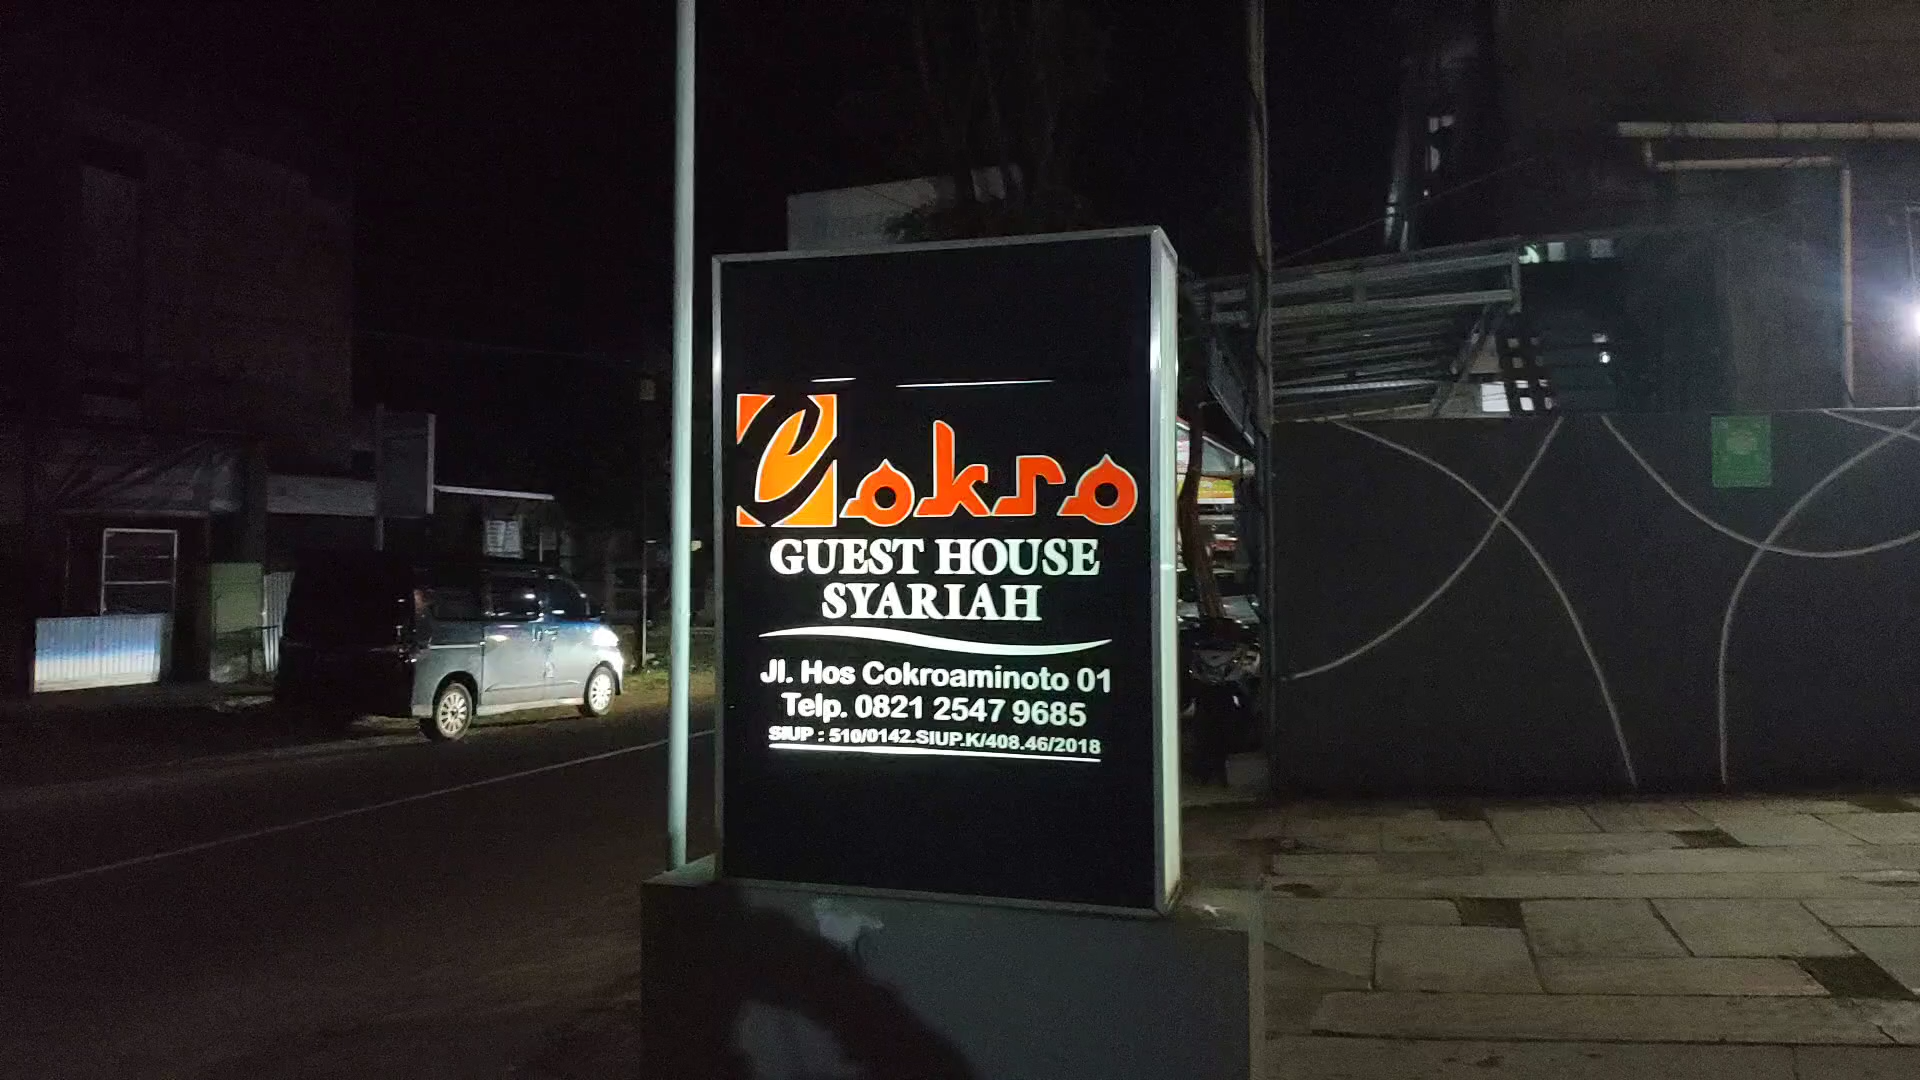 Cokro
GUEST HOUSE
SYARIAH
Jl. Hos Cokroaminoto 01
Telp. 0821 2547 9685
SIUP : 510/0142.SIUP.K/408.46/2018